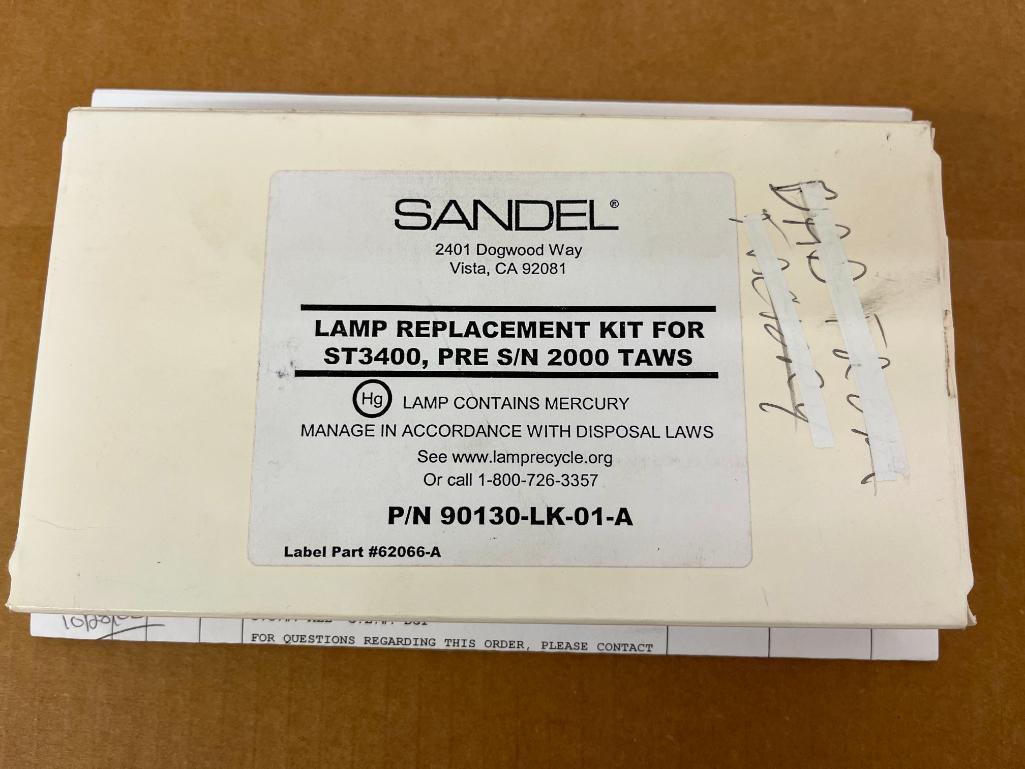 SANDEL®
2401 Dogwood Way
Vista, CA 92081
LAMP REPLACEMENT KIT FOR
ST3400, PRE S/N 2000 TAWS
Hg LAMP CONTAINS MERCURY
MANAGE IN ACCORDANCE WITH DISPOSAL LAWS
See www.lamprecycle.org
Or call 1-800-726-3357
P/N 90130-LK-01-A
Label Part #62066-A
FOR QUESTIONS REGARDING THIS ORDER, PLEASE CONTACT